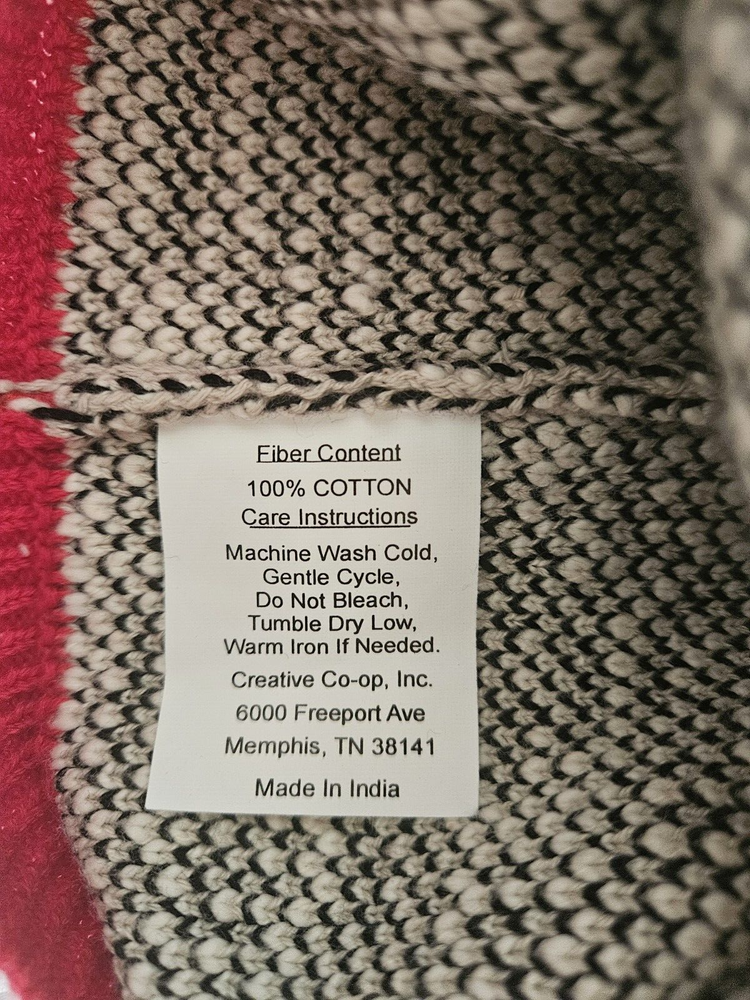 Fiber Content
100% COTTON
Care Instructions
Machine Wash Cold,
Gentle Cycle,
Do Not Bleach,
Tumble Dry Low,
Warm Iron If Needed.
Creative Co-op, Inc.
6000 Freeport Ave
Memphis, TN 38141
Made In India